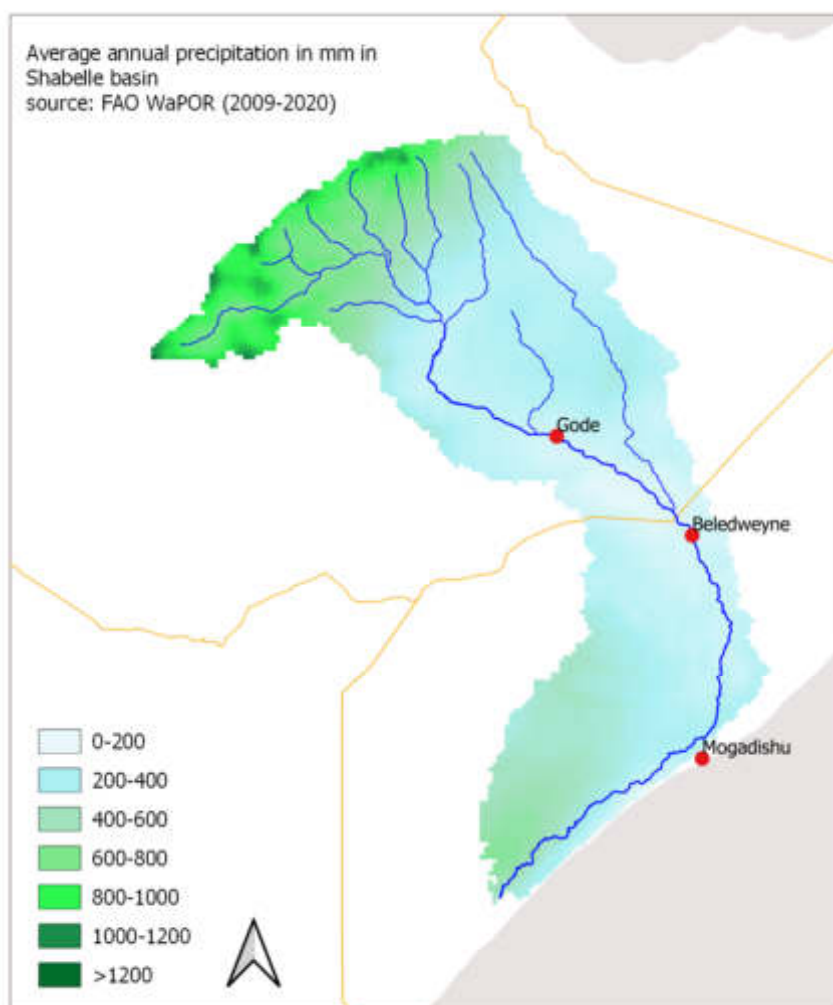 Average annual precipitation in mm in
Shabelle basin
source: FAO WaPOR (2009-2020)
Gode
Beledweyne
Mogadishu
0-200
200-400
400-600
600-800
800-1000
1000-1200
>1200